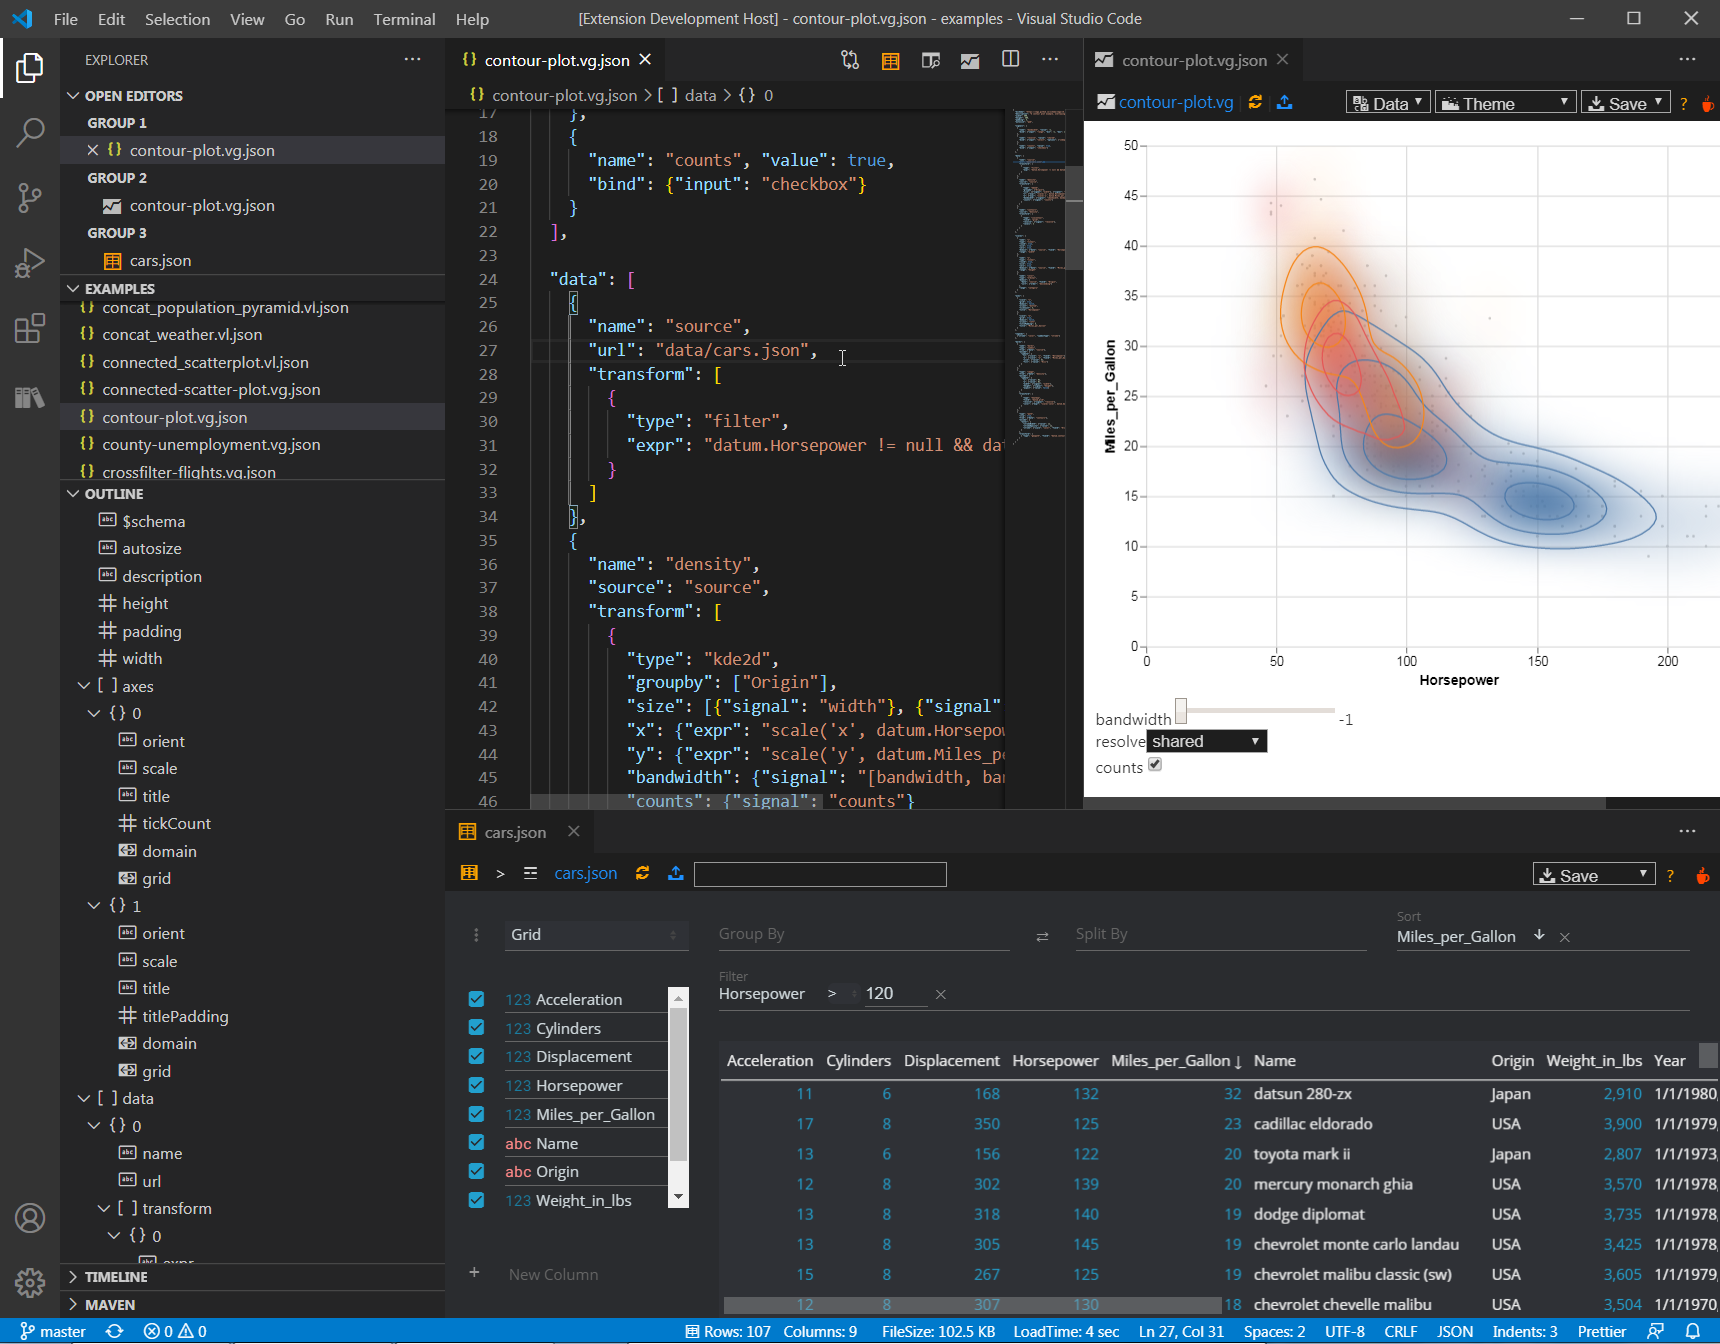 File Edit Selection View Go Run Terminal Help [Extension Development Host] - contour-plot.vg.json - examples - Visual Studio Code
EXPLORER
OPEN EDITORS
GROUP 1
contour-plot.vg.json
GROUP 2
contour-plot.vg.json
GROUP 3
cars.json
EXAMPLES
concat_population_pyramid.vl.json
concat_weather.vl.json
connected_scatterplot.vl.json
connected-scatter-plot.vg.json
contour-plot.vg.json
county-unemployment.vg.json
crossfilter-flights.vg.json
OUTLINE
$schema
autosize
description
height
padding
width
[ ] axes
{} 0
orient
scale
title
tickCount
domain
grid
{} 1
orient
scale
title
titlePadding
domain
grid
[ ] data
{} 0
name
url
[ ] transform
{} 0
expr
TIMELINE
MAVEN
{} contour-plot.vg.json
{} contour-plot.vg.json > [ ] data > {} 0
17 },
18 {
19 "name": "counts", "value": true,
20 "bind": {"input": "checkbox"}
21 }
22 ],
23
24 "data": [
25 {
26 "name": "source",
27 "url": "data/cars.json",
28 "transform": [
29 {
30 "type": "filter",
31 "expr": "datum.Horsepower != null && dat
32 }
33 ]
34 },
35 {
36 "name": "density",
37 "source": "source",
38 "transform": [
39 {
40 "type": "kde2d",
41 "groupby": ["Origin"],
42 "size": [{"signal": "width"}, {"signal"
43 "x": {"expr": "scale('x', datum.Horsepow
44 "y": {"expr": "scale('y', datum.Miles_pe
45 "bandwidth": {"signal": "[bandwidth, ban
46 "counts": {"signal": "counts"}
contour-plot.vg.json
contour-plot.vg Data Theme Save ?
50
45
40
35
30
25
20
15
10
5
0
Miles_per_Gallon
0 50 100 150 200
Horsepower
bandwidth -1
resolve shared
counts
cars.json
> cars.json Save ?
Grid
Group By
Split By
Sort
Miles_per_Gallon
Filter
Horsepower > 120
123 Acceleration
123 Cylinders
123 Displacement
123 Horsepower
123 Miles_per_Gallon
abc Name
abc Origin
123 Weight_in_lbs
+ New Column
Acceleration Cylinders Displacement Horsepower Miles_per_Gallon ↓ Name Origin Weight_in_lbs Year
11 6 168 132 32 datsun 280-zx Japan 2,910 1/1/1980,
17 8 350 125 23 cadillac eldorado USA 3,900 1/1/1979,
13 6 156 122 20 toyota mark ii Japan 2,807 1/1/1973,
12 8 302 139 20 mercury monarch ghia USA 3,570 1/1/1978,
13 8 318 140 19 dodge diplomat USA 3,735 1/1/1978,
13 8 305 145 19 chevrolet monte carlo landau USA 3,425 1/1/1978,
15 8 267 125 19 chevrolet malibu classic (sw) USA 3,605 1/1/1979,
12 8 307 130 18 chevrolet chevelle malibu USA 3,504 1/1/1970,
master 0 0 Rows: 107 Columns: 9 FileSize: 102.5 KB LoadTime: 4 sec Ln 27, Col 31 Spaces: 2 UTF-8 CRLF JSON Indents: 3 Prettier